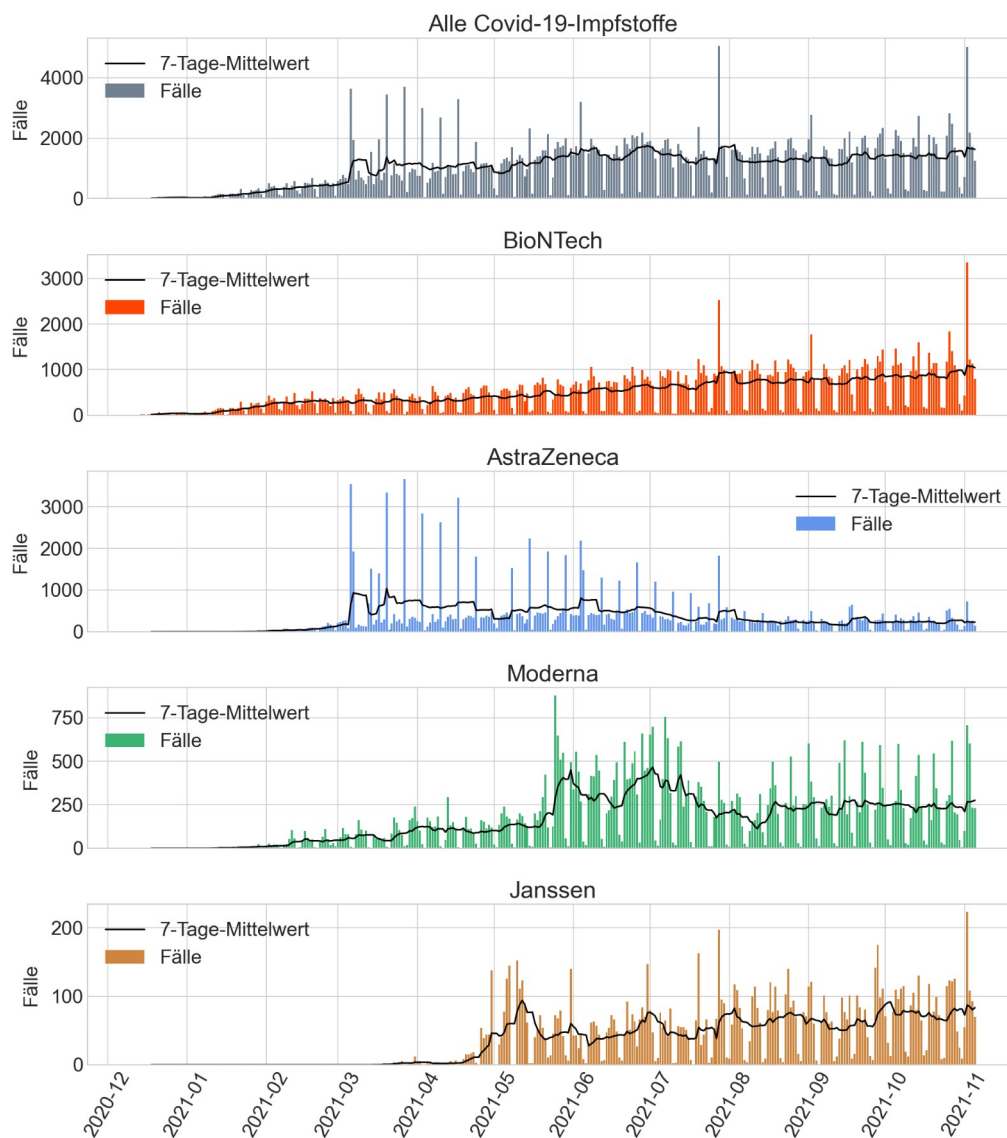 Alle Covid-19-Impfstoffe
Fälle
4000
2000
0
7-Tage-Mittelwert
Fälle
BioNTech
Fälle
3000
2000
1000
0
7-Tage-Mittelwert
Fälle
AstraZeneca
Fälle
3000
2000
1000
0
7-Tage-Mittelwert
Fälle
Moderna
Fälle
750
500
250
0
7-Tage-Mittelwert
Fälle
Janssen
Fälle
200
100
0
7-Tage-Mittelwert
Fälle
2020-12
2021-01
2021-02
2021-03
2021-04
2021-05
2021-06
2021-07
2021-08
2021-09
2021-10
2021-11